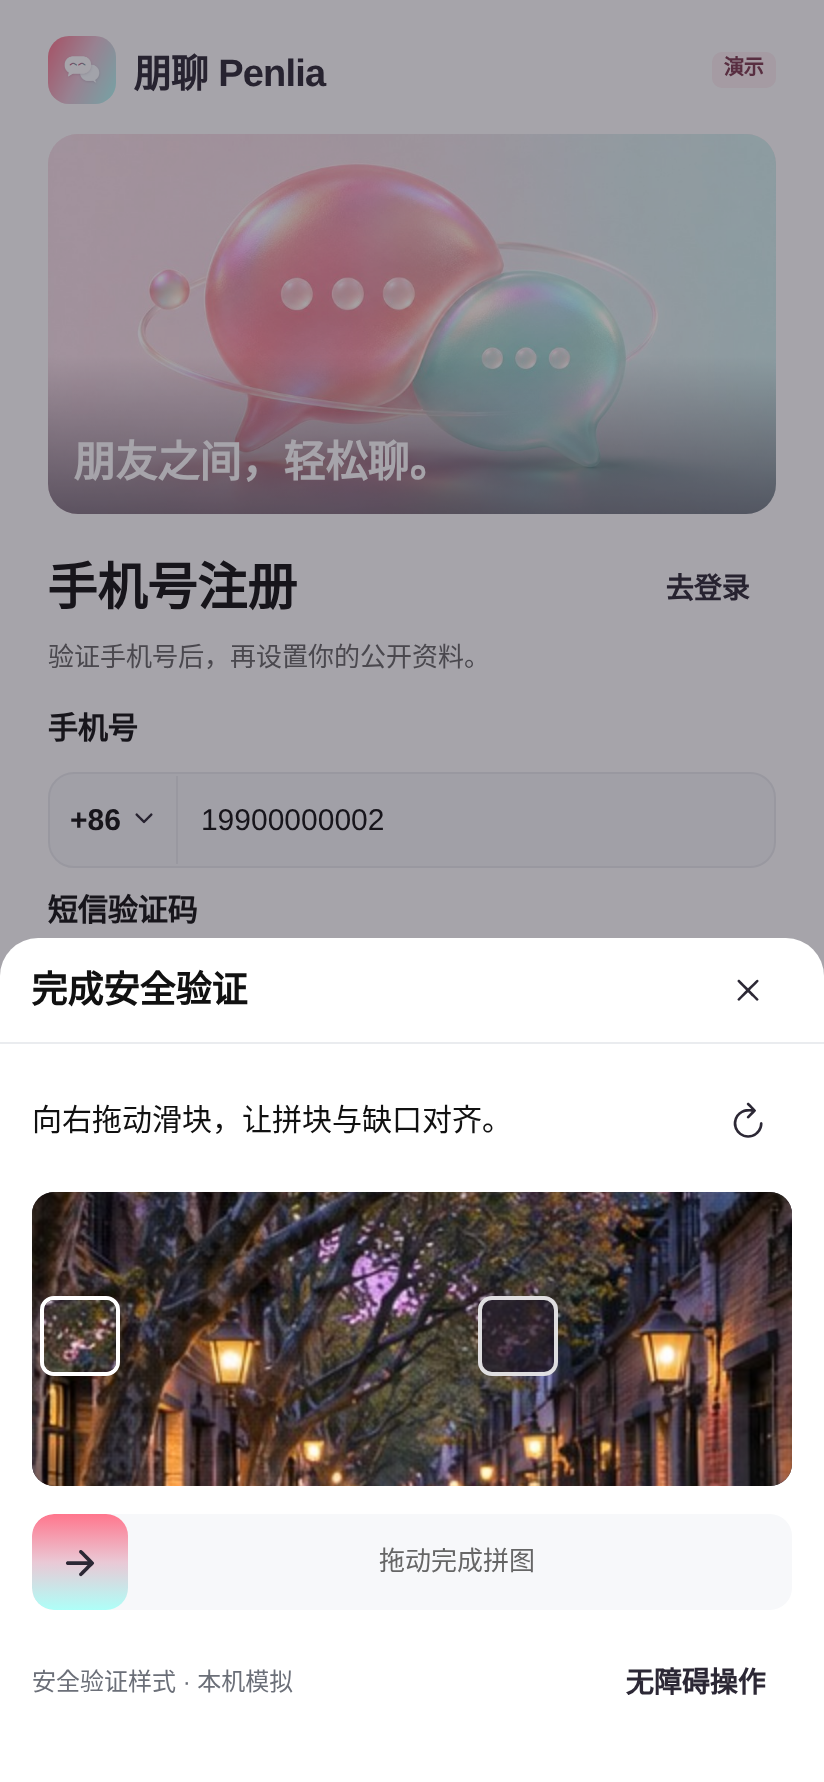 朋聊 Penlia
演示
朋友之间，轻松聊。
手机号注册
去登录
验证手机号后，再设置你的公开资料。
手机号
+86
19900000002
短信验证码
完成安全验证
向右拖动滑块，让拼块与缺口对齐。
拖动完成拼图
安全验证样式 · 本机模拟
无障碍操作